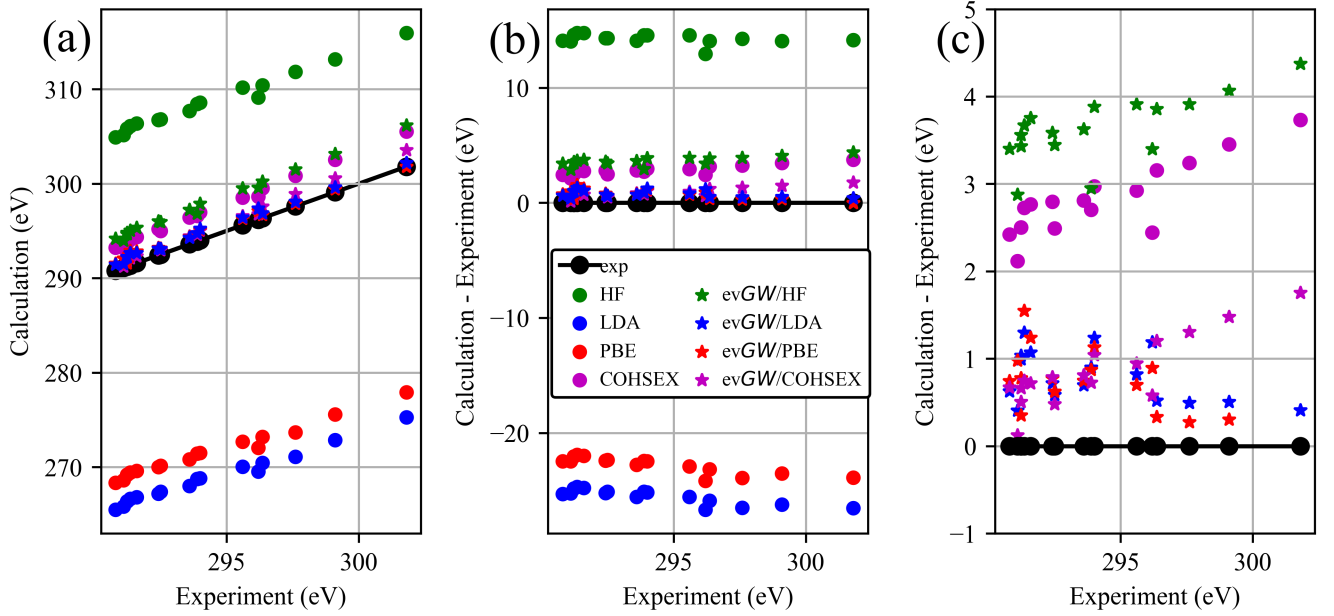 (a)
Calculation (eV)
310
300
290
280
270
295
300
Experiment (eV)
(b)
Calculation - Experiment (eV)
10
0
−10
−20
exp
HF
LDA
PBE
COHSEX
evGW/HF
evGW/LDA
evGW/PBE
evGW/COHSEX
295
300
Experiment (eV)
(c)
Calculation - Experiment (eV)
5
4
3
2
1
0
−1
295
300
Experiment (eV)